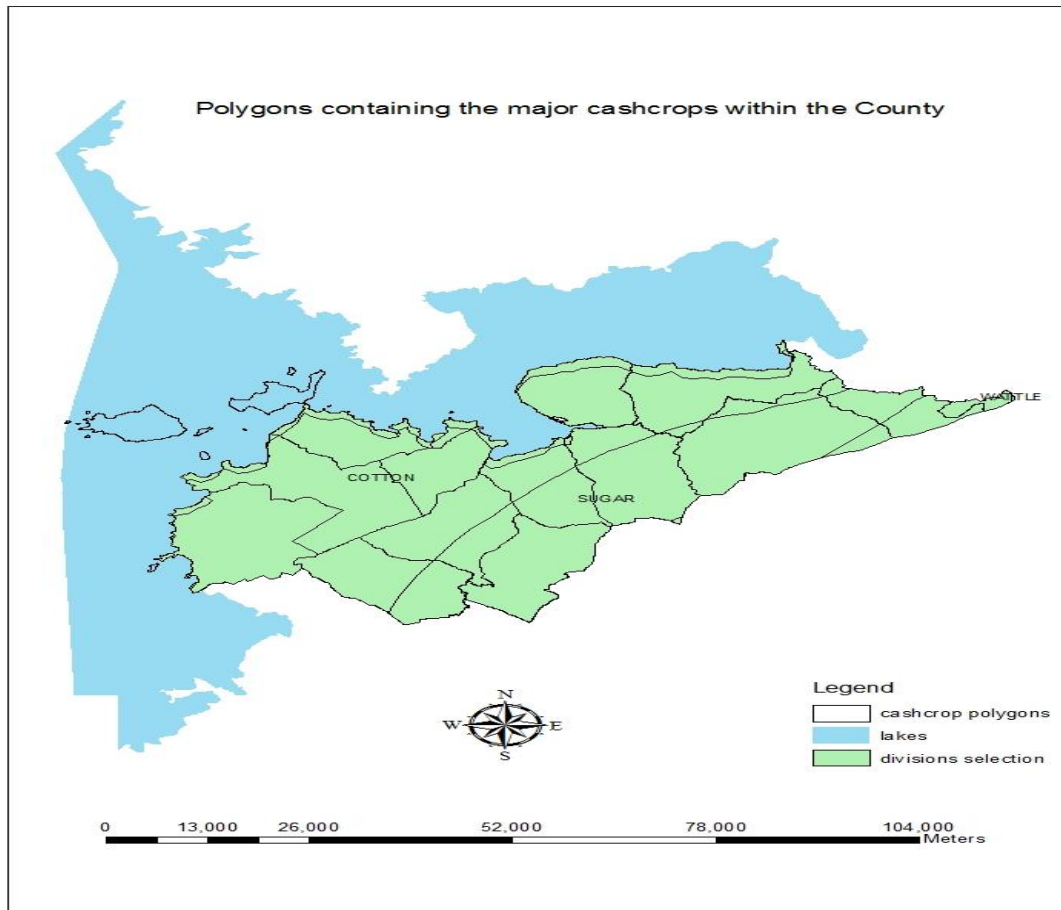 Polygons containing the major cashcrops within the County
WATTLE
COTTON
SUGAR
N
W E
S
Legend
cashcrop polygons
lakes
divisions selection
0 13,000 26,000 52,000 78,000 104,000
Meters